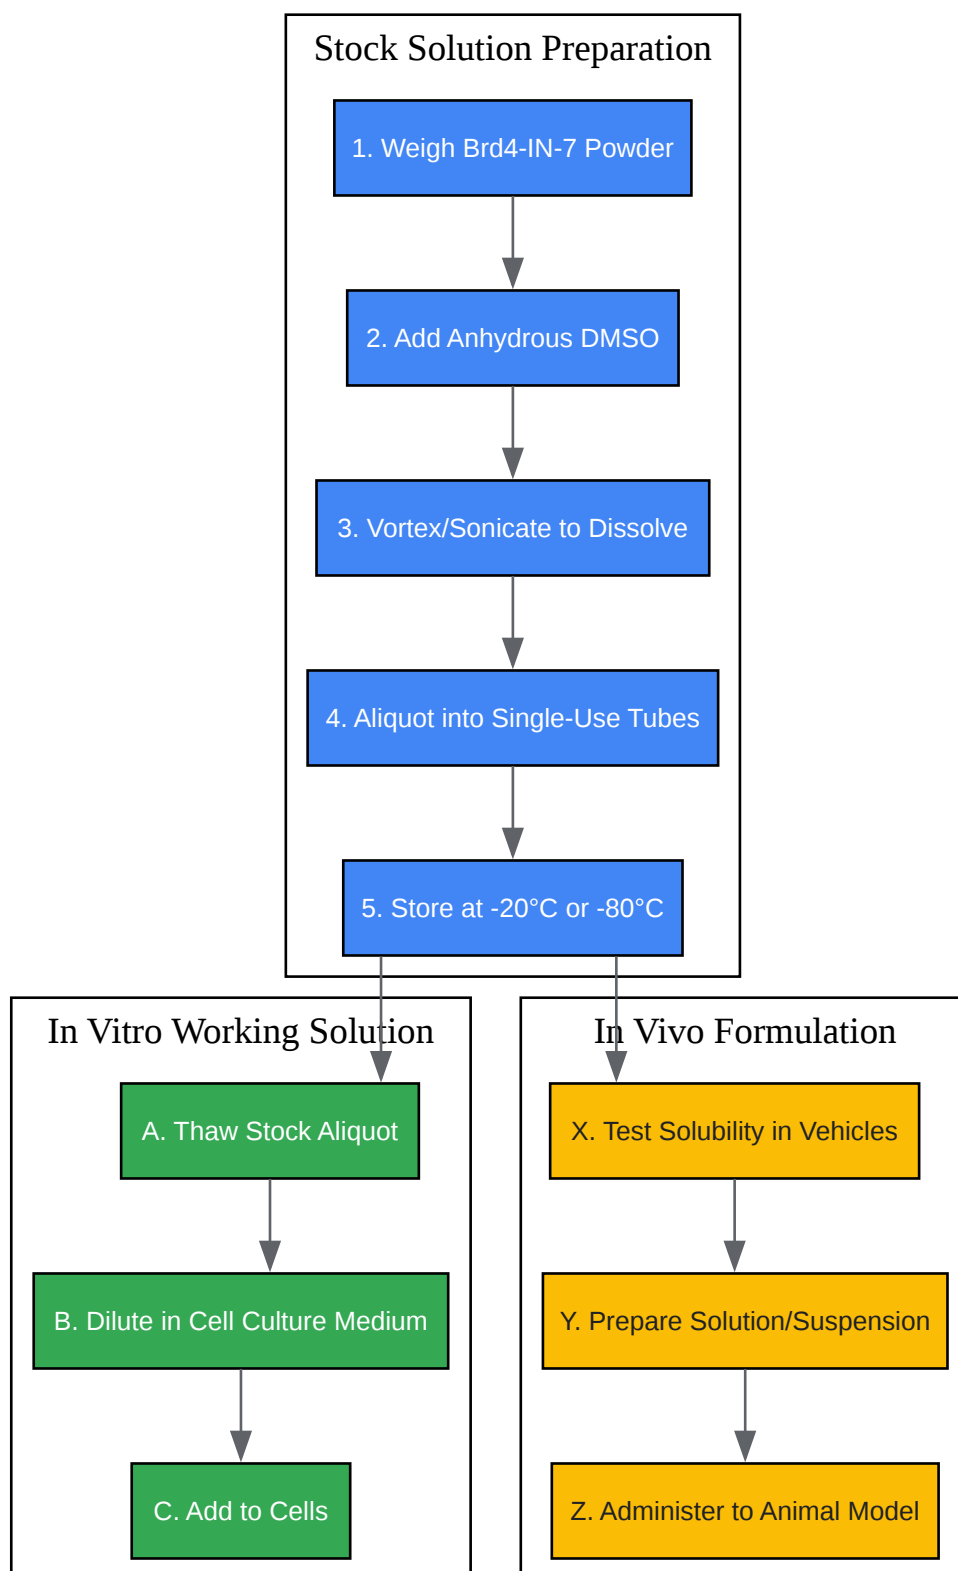 Stock Solution Preparation
1. Weigh Brd4-IN-7 Powder
2. Add Anhydrous DMSO
3. Vortex/Sonicate to Dissolve
4. Aliquot into Single-Use Tubes
5. Store at -20°C or -80°C
In Vitro Working Solution
A. Thaw Stock Aliquot
B. Dilute in Cell Culture Medium
C. Add to Cells
In Vivo Formulation
X. Test Solubility in Vehicles
Y. Prepare Solution/Suspension
Z. Administer to Animal Model